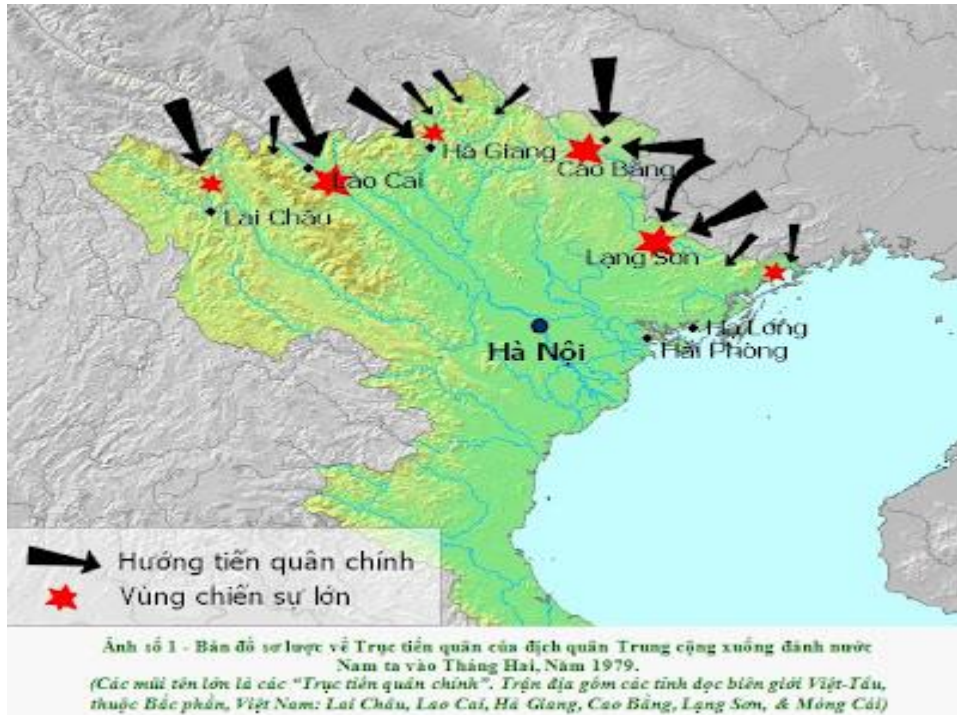 Hà Giang
Cao Bằng
Lao Cai
Lai Châu
Lạng Sơn
Hà Nội
Hạ Long
Hải Phòng
Hướng tiến quân chính
Vùng chiến sự lớn
Ảnh số 1 - Bản đồ sơ lược về Trục tiến quân của địch quân Trung cộng xuống đánh nước
Nam ta vào Tháng Hai, Năm 1979.
(Các mũi tên lớn là các “Trục tiến quân chính”. Trận địa gồm các tỉnh dọc biên giới Việt-Tầu,
thuộc Bắc phần, Việt Nam: Lai Châu, Lao Cai, Hà Giang, Cao Bằng, Lạng Sơn, & Móng Cái)